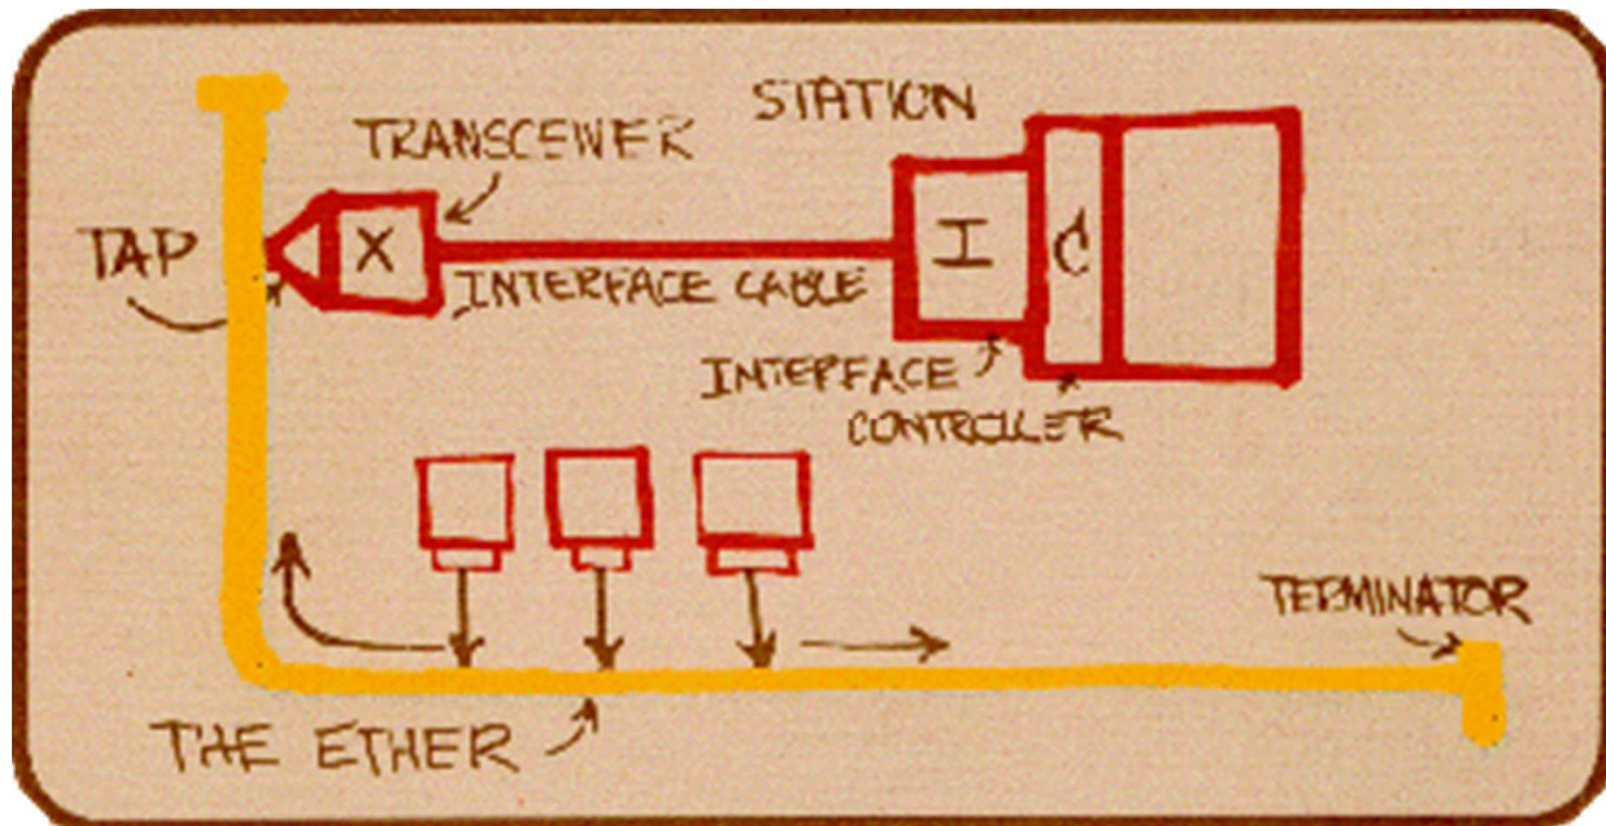 STATION
TRANSCEIVER
TAP
X
I
C
INTERFACE CABLE
INTERFACE
CONTROLLER
TERMINATOR
THE ETHER